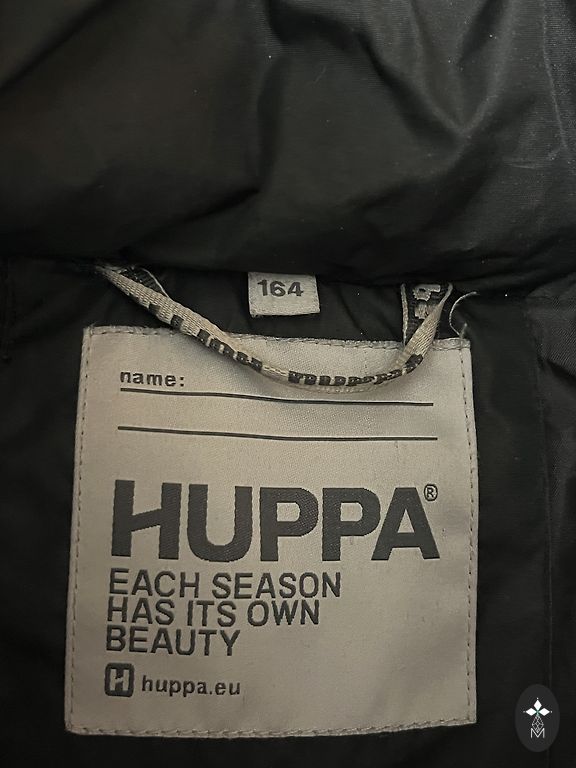 164
name:
HUPPA®
EACH SEASON
HAS ITS OWN
BEAUTY
H huppa.eu